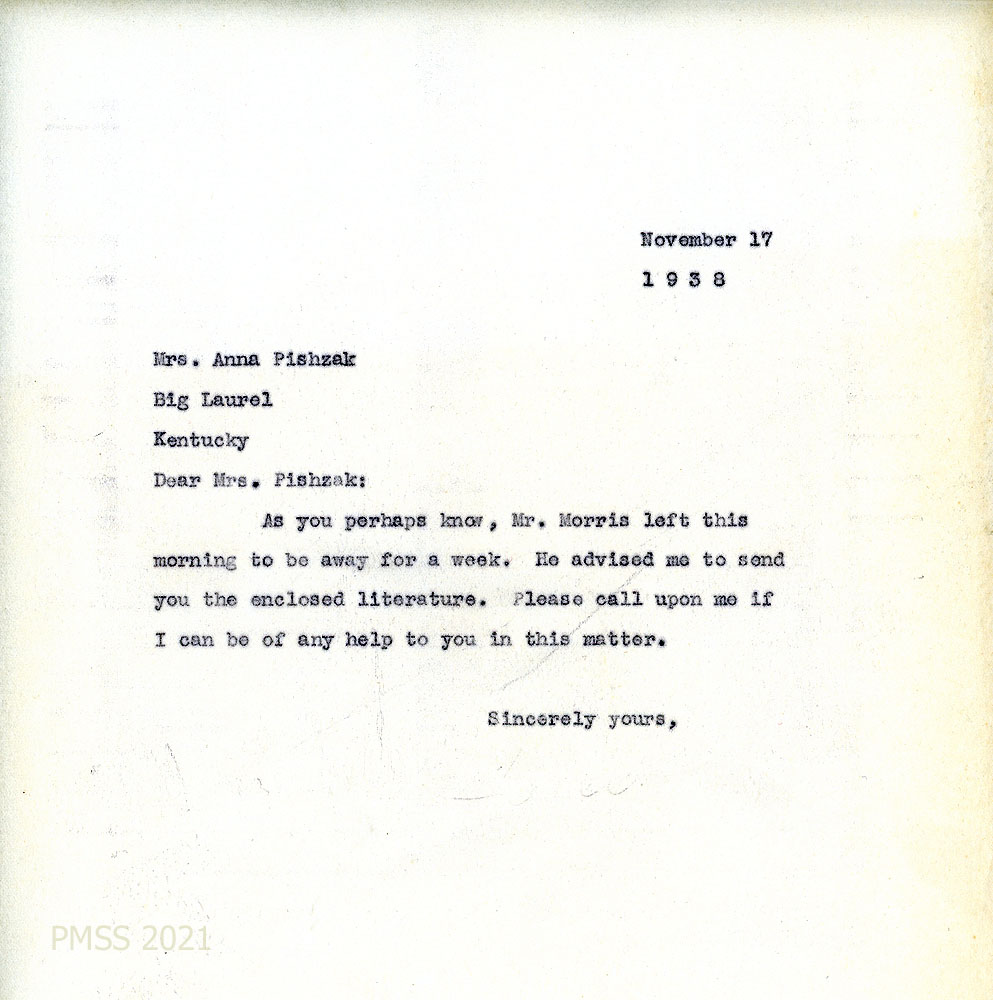 November 17
1 9 3 8
Mrs. Anna Pishzak
Big Laurel
Kentucky
Dear Mrs. Pishzak:
As you perhaps know, Mr. Morris left this
morning to be away for a week. He advised me to send
you the enclosed literature. Please call upon me if
I can be of any help to you in this matter.
Sincerely yours,
PMSS 2021